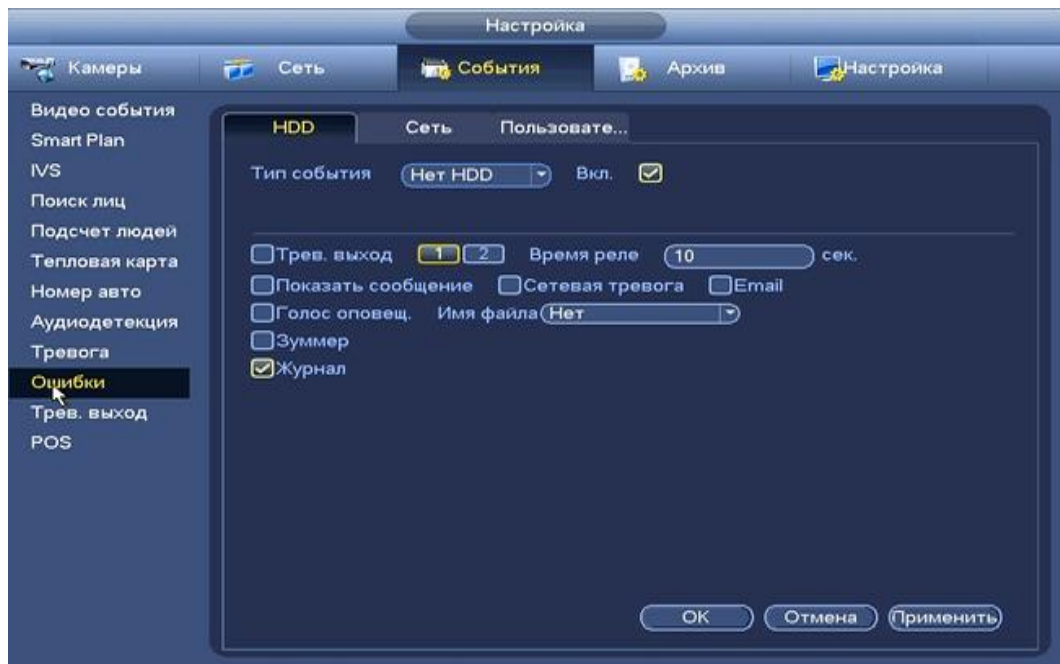 Настройка
Камеры Сеть События Архив Настройка
Видео события
Smart Plan
IVS
Поиск лиц
Подсчет людей
Тепловая карта
Номер авто
Аудиодетекция
Тревога
Ошибки
Трев. выход
POS
HDD Сеть Пользовате...
Тип события Нет HDD Вкл.
Трев. выход 1 2 Время реле 10 сек.
Показать сообщение Сетевая тревога Email
Голос оповещ. Имя файла Нет
Зуммер
Журнал
OK Отмена Применить